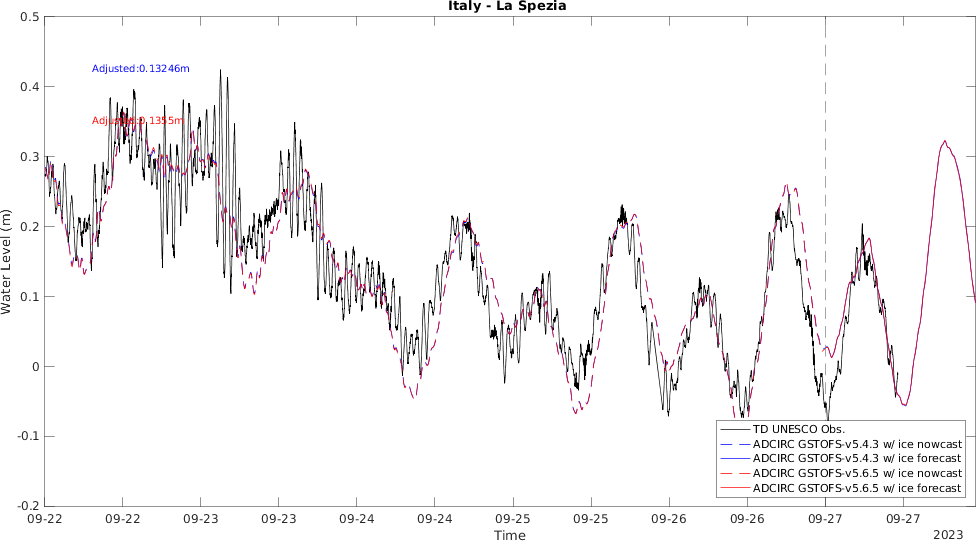 Italy - La Spezia
0.5
0.4
0.3
0.2
0.1
0
-0.1
-0.2
Water Level (m)
Adjusted:0.13246m
Adjusted:0.1355m
TD UNESCO Obs.
ADCIRC GSTOFS-v5.4.3 w/ ice nowcast
ADCIRC GSTOFS-v5.4.3 w/ ice forecast
ADCIRC GSTOFS-v5.6.5 w/ ice nowcast
ADCIRC GSTOFS-v5.6.5 w/ ice forecast
09-22 09-22 09-23 09-23 09-24 09-24 09-25 09-25 09-26 09-26 09-27 09-27
Time
2023